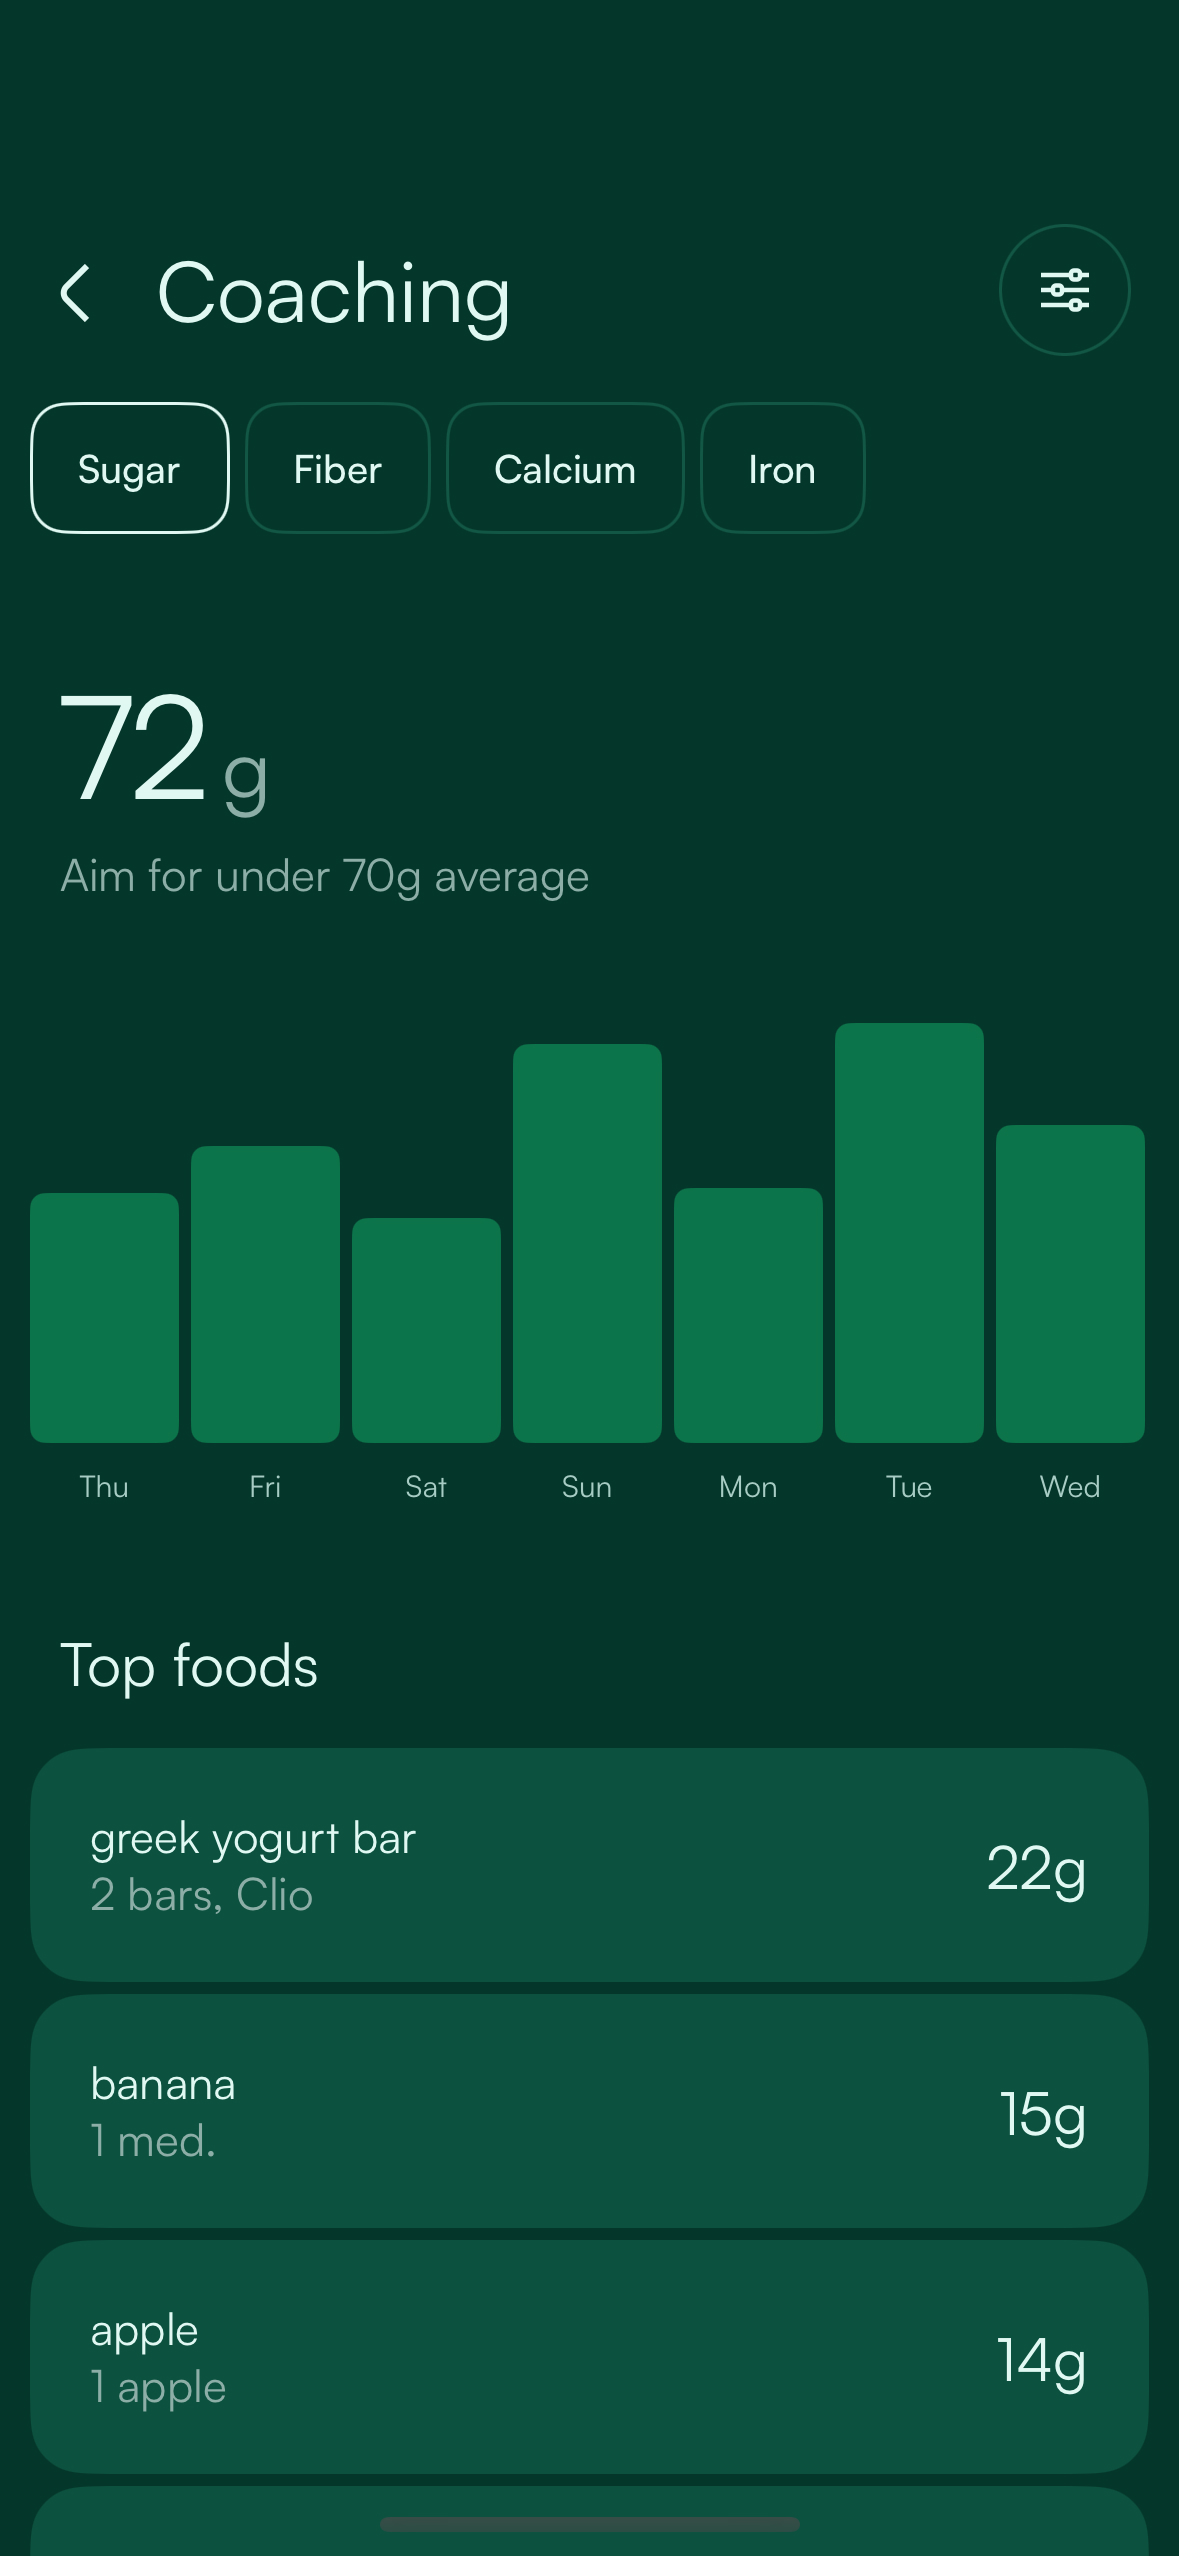 Coaching
Sugar Fiber Calcium Iron
72 g
Aim for under 70g average
Thu Fri Sat Sun Mon Tue Wed
Top foods
greek yogurt bar
2 bars, Clio
22g
banana
1 med.
15g
apple
1 apple
14g